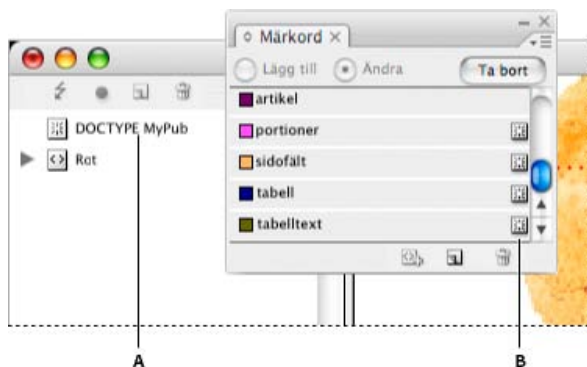 Märkord
Lägg till
Ändra
Ta bort
artikel
DOCTYPE MyPub
portioner
Rot
sidofält
tabell
tabelltext
A
B